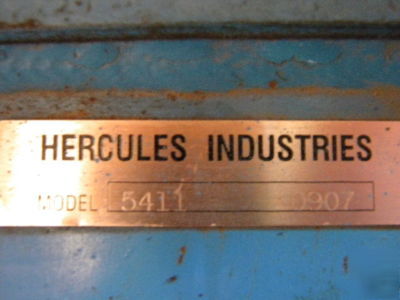 HERCULES INDUSTRIES
MODEL 5411 0907